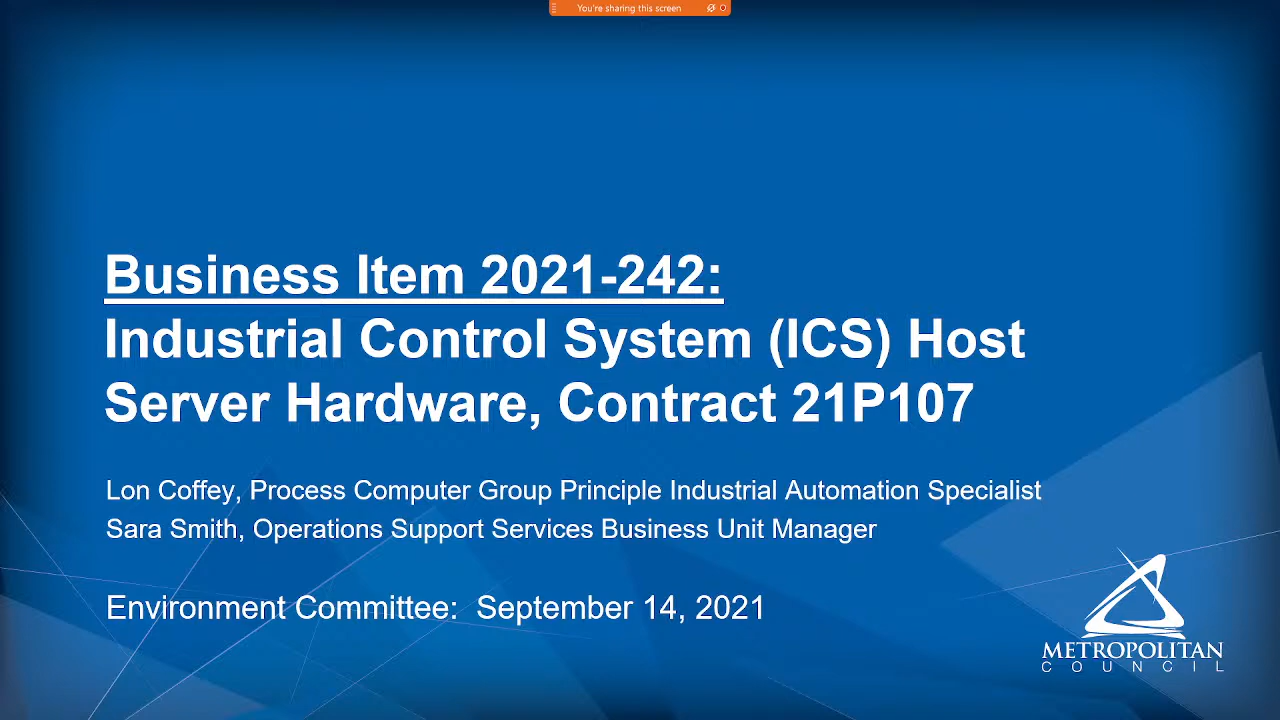 You're sharing this screen
Business Item 2021-242:
Industrial Control System (ICS) Host
Server Hardware, Contract 21P107
Lon Coffey, Process Computer Group Principle Industrial Automation Specialist
Sara Smith, Operations Support Services Business Unit Manager
Environment Committee: September 14, 2021
METROPOLITAN
COUNCIL